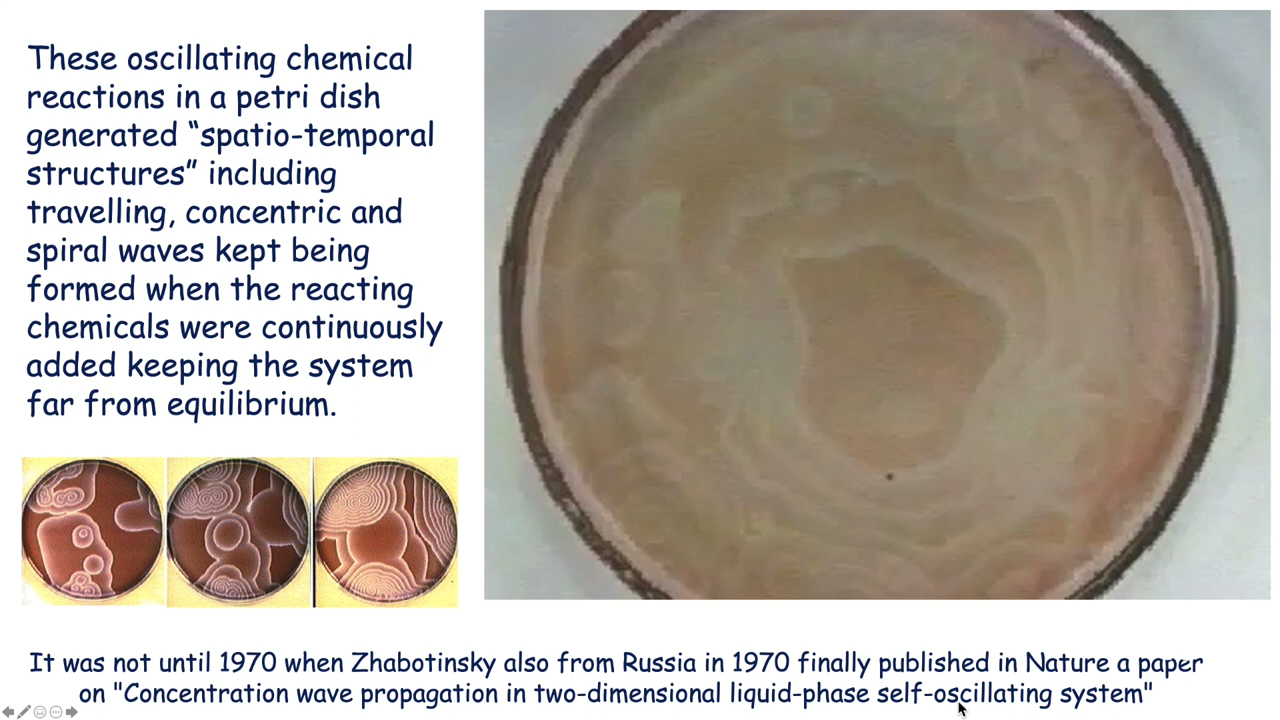 These oscillating chemical
reactions in a petri dish
generated “spatio-temporal
structures” including
travelling, concentric and
spiral waves kept being
formed when the reacting
chemicals were continuously
added keeping the system
far from equilibrium.
It was not until 1970 when Zhabotinsky also from Russia in 1970 finally published in Nature a paper
on "Concentration wave propagation in two-dimensional liquid-phase self-oscillating system"